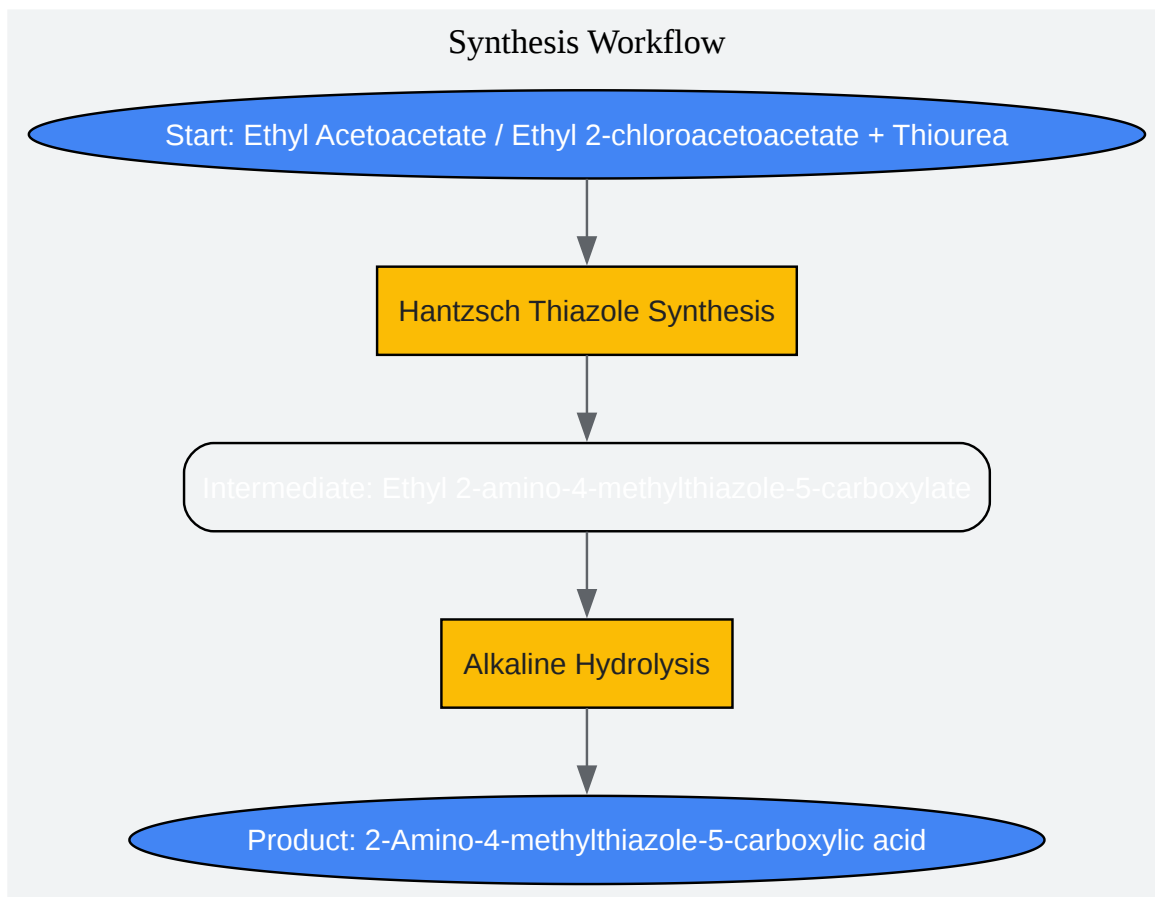 Synthesis Workflow
Start: Ethyl Acetoacetate / Ethyl 2-chloroacetoacetate + Thiourea
Hantzsch Thiazole Synthesis
Intermediate: Ethyl 2-amino-4-methylthiazole-5-carboxylate
Alkaline Hydrolysis
Product: 2-Amino-4-methylthiazole-5-carboxylic acid